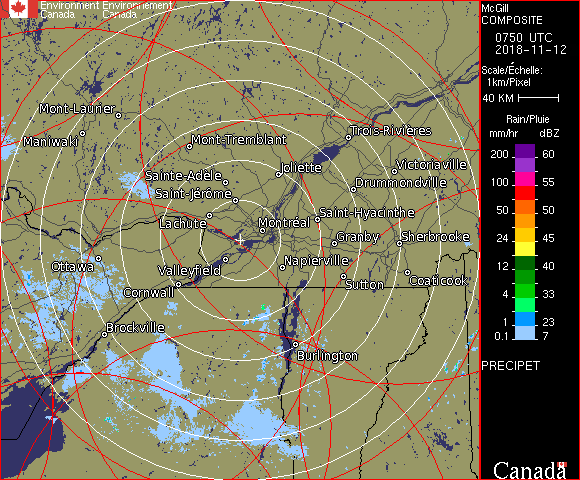 Environment Environnement
Canada Canada
McGill
COMPOSITE
0750 UTC
2018-11-12
Scale/Échelle:
1km/Pixel
40 KM
Rain/Pluie
mm/hr dBZ
200 60
150 55
100 55
50 50
24 45
12 40
4 33
1 23
0.1 7
PRECIPET
Canada
Mont-Laurier
Maniwaki
Mont-Tremblant
Trois-Rivières
Joliette
Victoriaville
Sainte-Adèle
Drummondville
Saint-Jérôme
Lachute
Montréal
Saint-Hyacinthe
Granby
Sherbrooke
Ottawa
Valleyfield
Napierville
Cornwall
Sutton
Coaticook
Brockville
Burlington